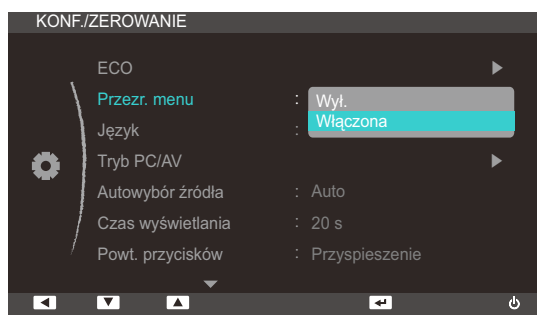 KONF./ZEROWANIE
ECO
Przezr. menu : Wył.
Włączona
Język :
Tryb PC/AV
Autowybór źródła : Auto
Czas wyświetlania : 20 s
Powt. przycisków : Przyspieszenie